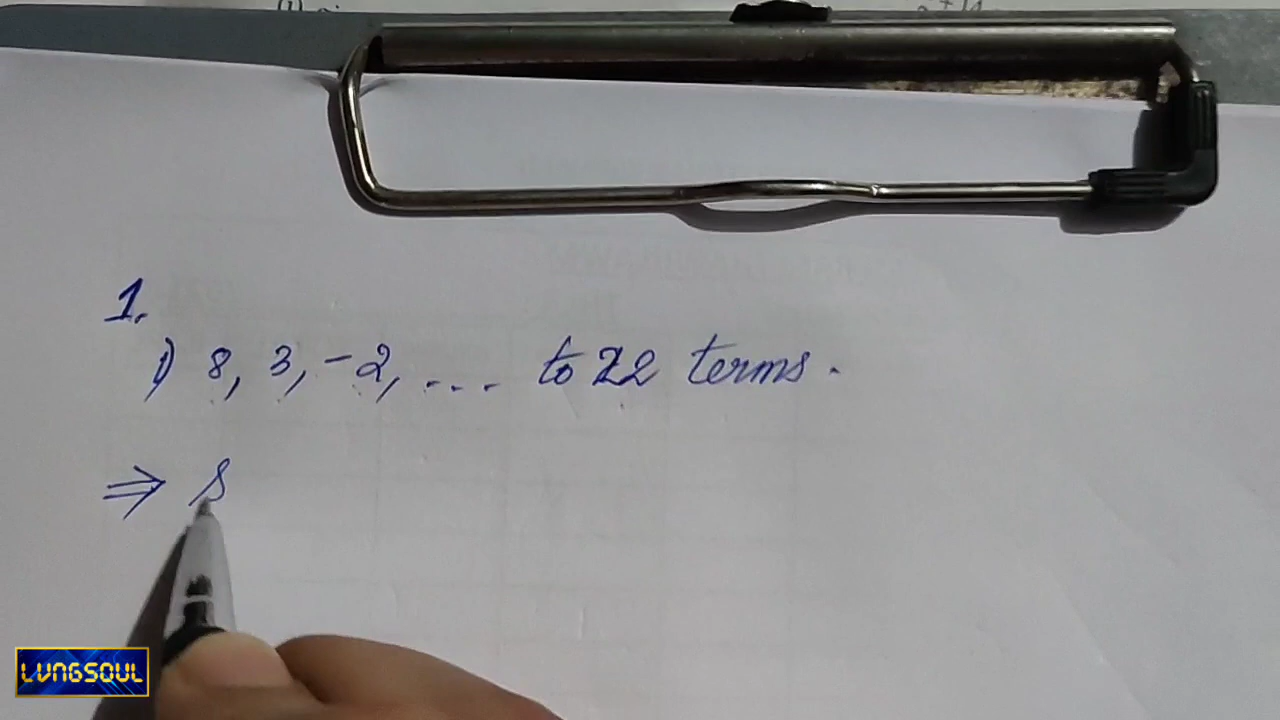 1.
i) 8, 3, -2, ... to 22 terms.
⇒ S
LUNGSOUL